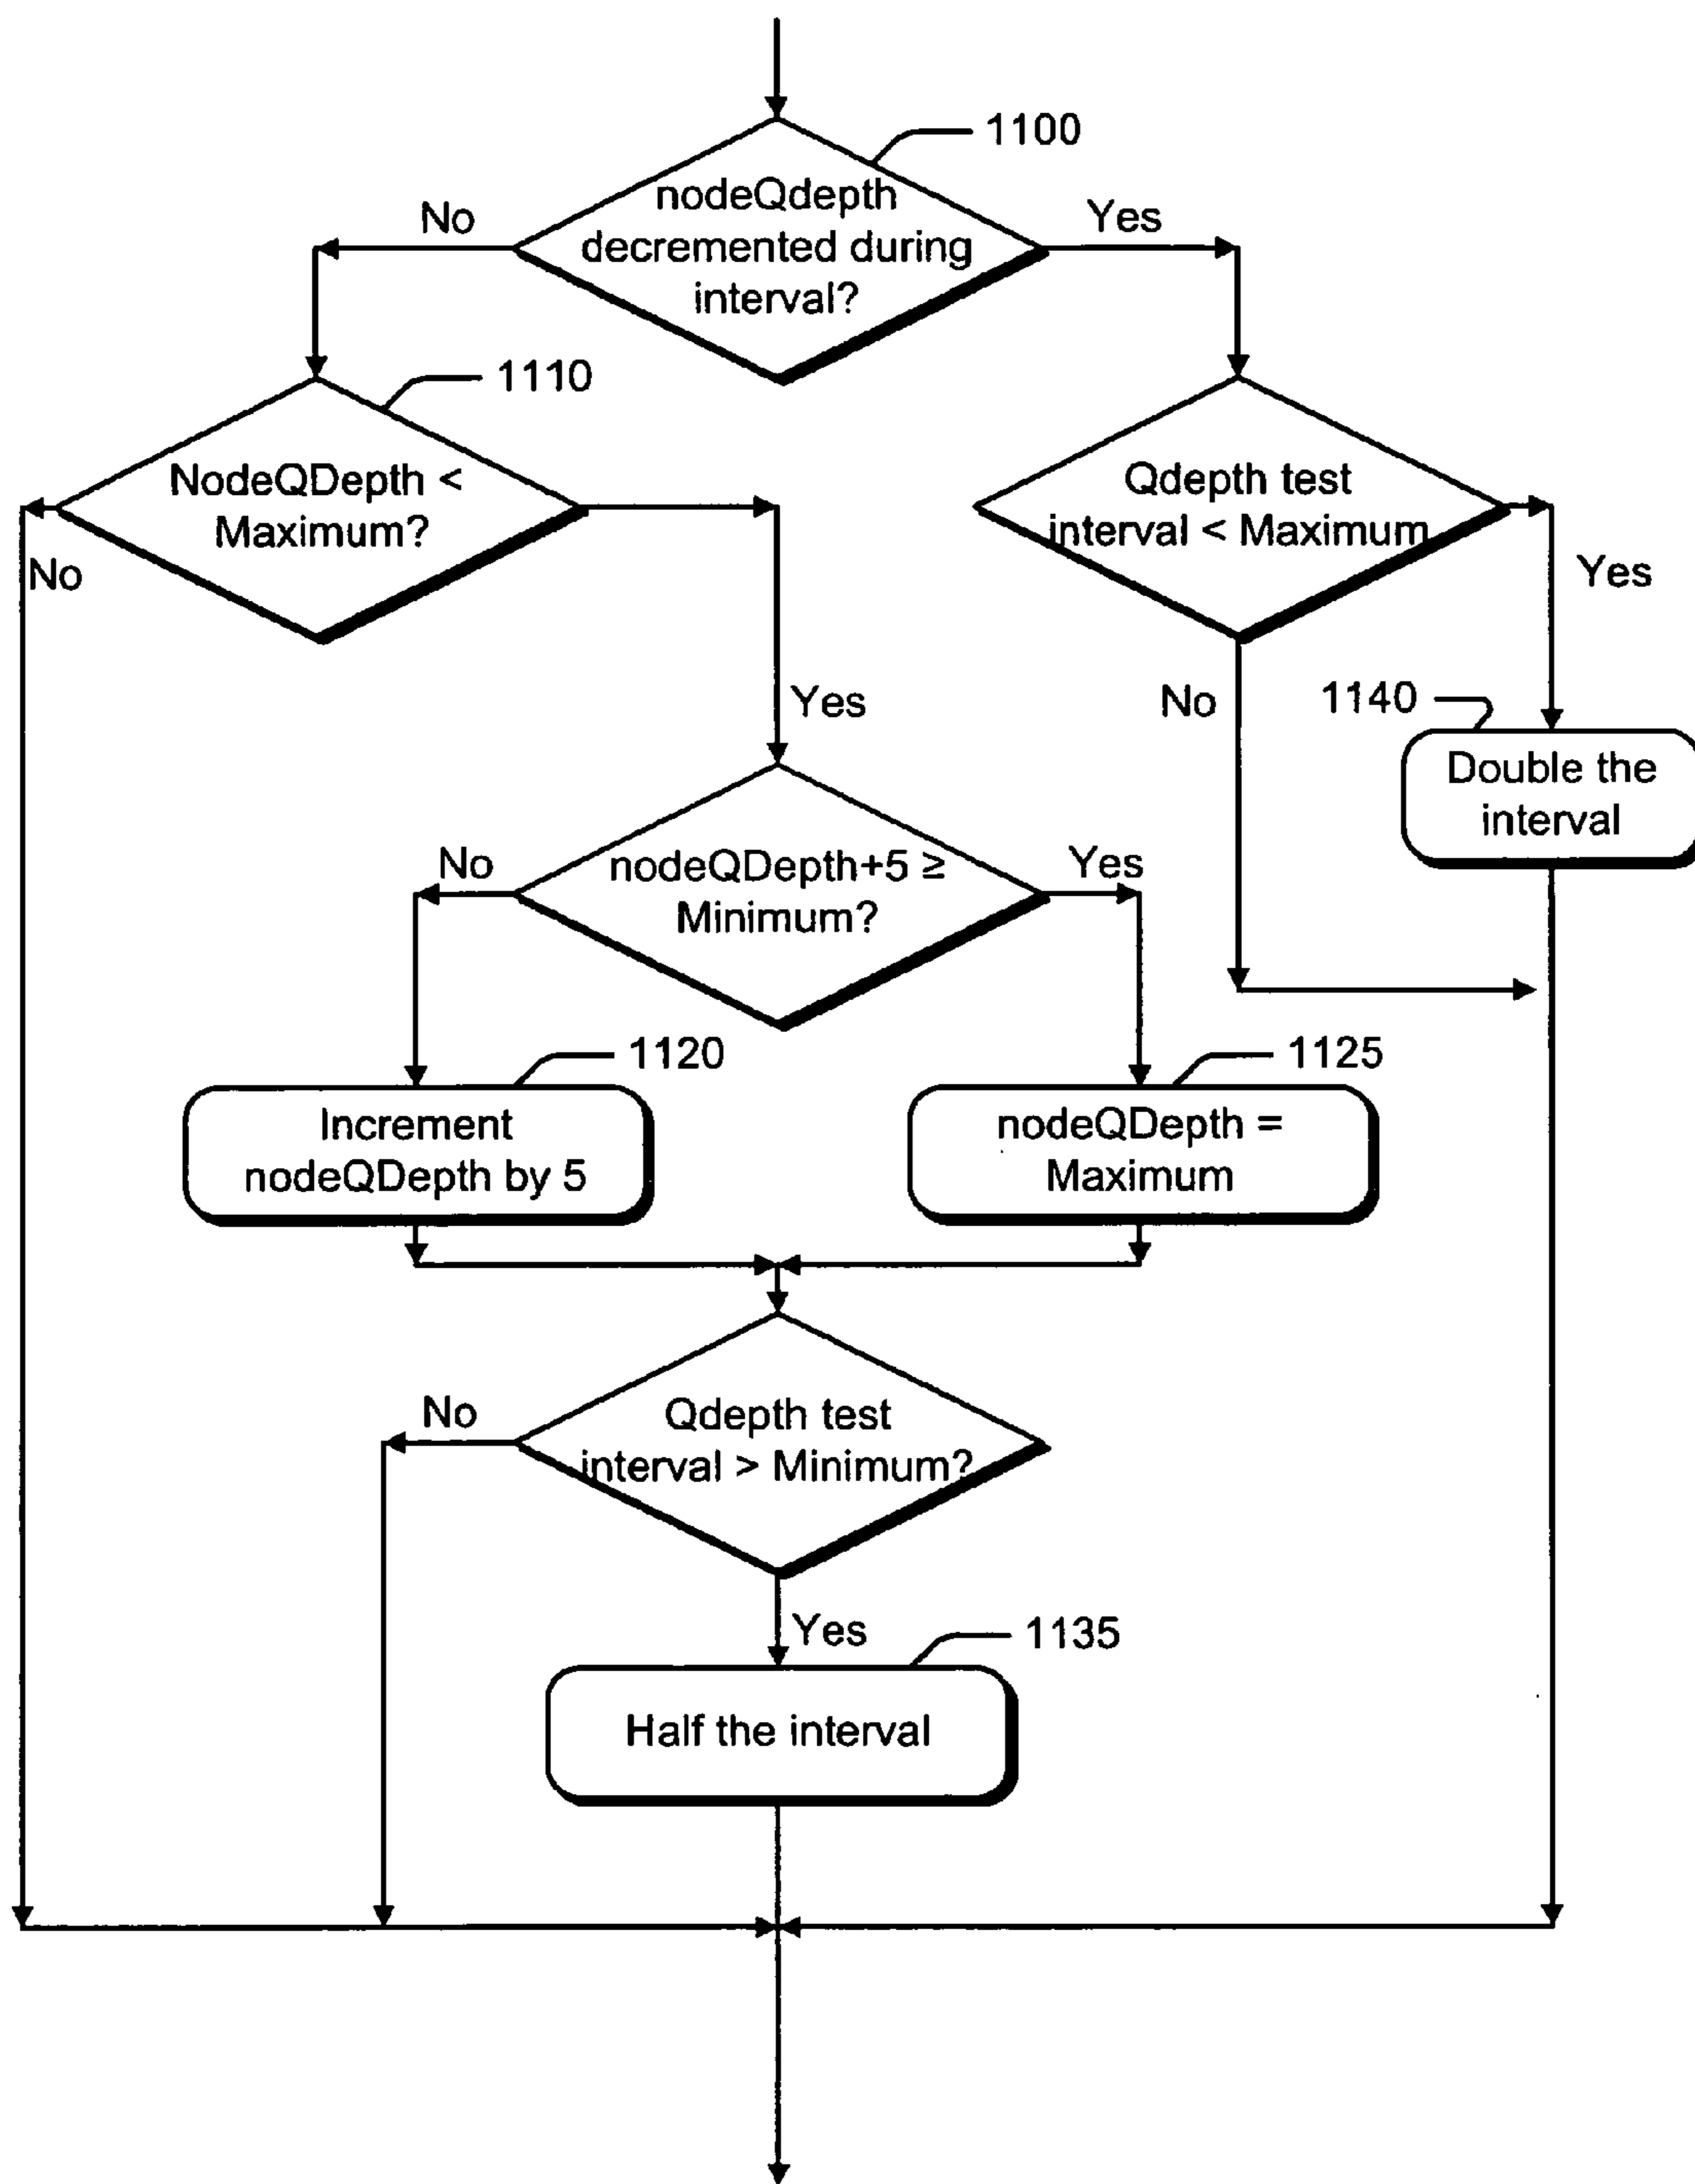 1100
nodeQdepth
decremented during
interval?
No
Yes
1110
NodeQDepth <
Maximum?
No
Yes
Qdepth test
interval < Maximum
Yes
No
1140
Double the
interval
nodeQDepth+5 ≥
Minimum?
No
Yes
1120
Increment
nodeQDepth by 5
1125
nodeQDepth =
Maximum
Qdepth test
interval > Minimum?
No
Yes
1135
Half the interval